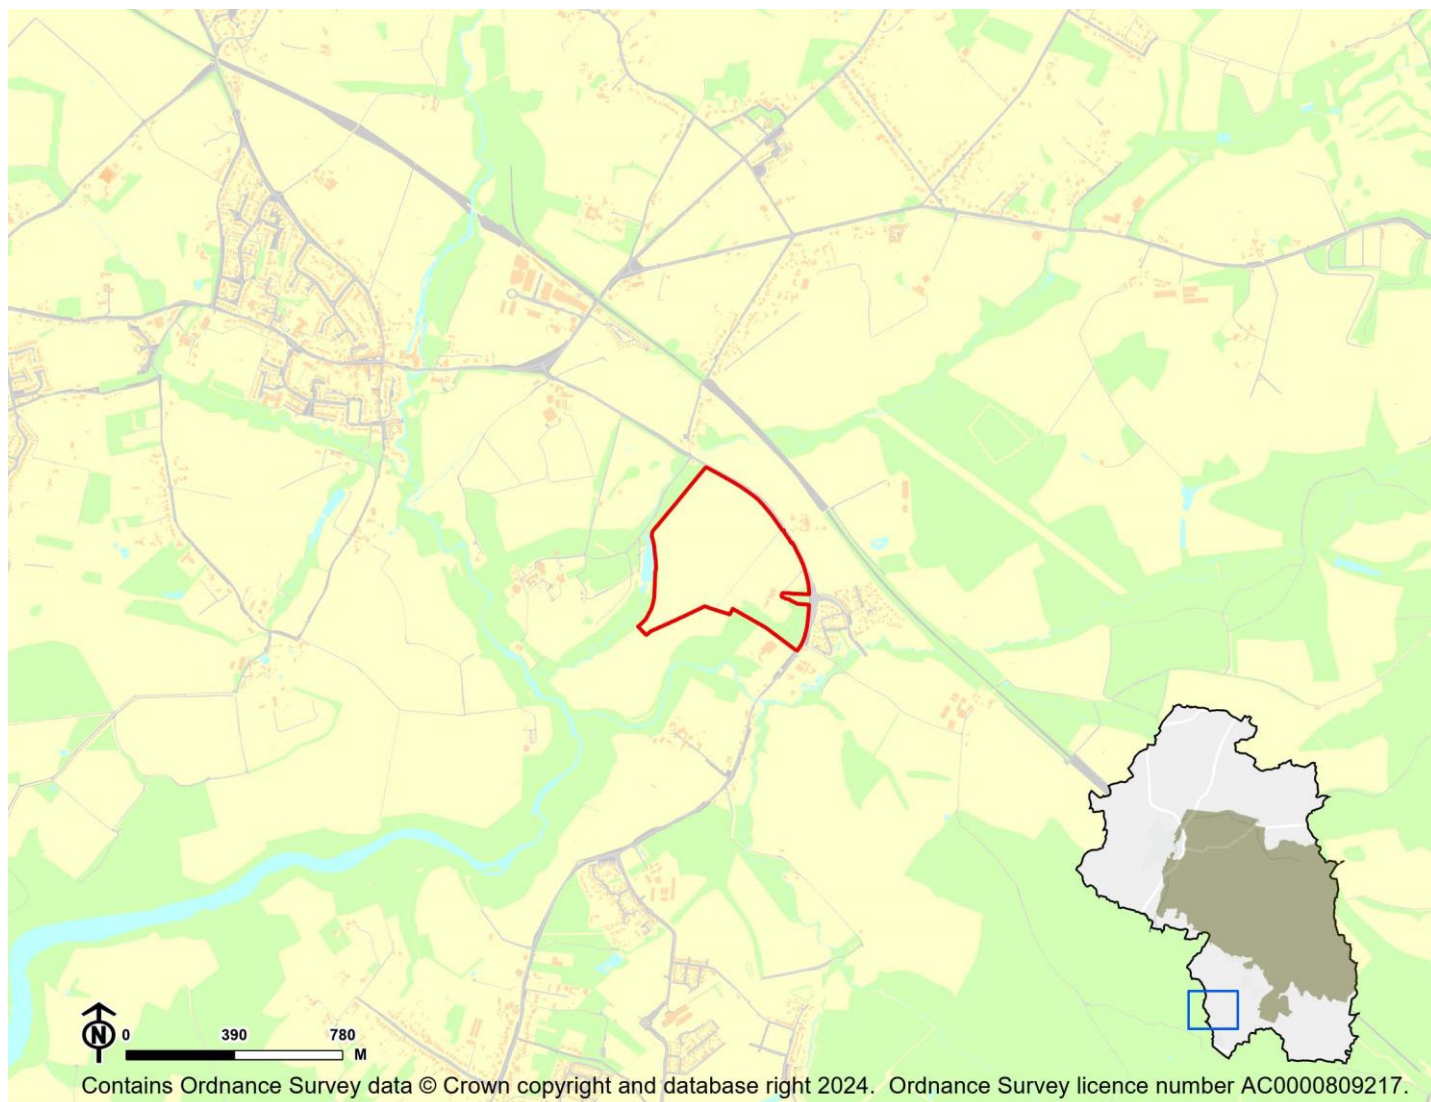 N 0 390 780
M
Contains Ordnance Survey data © Crown copyright and database right 2024. Ordnance Survey licence number AC0000809217.